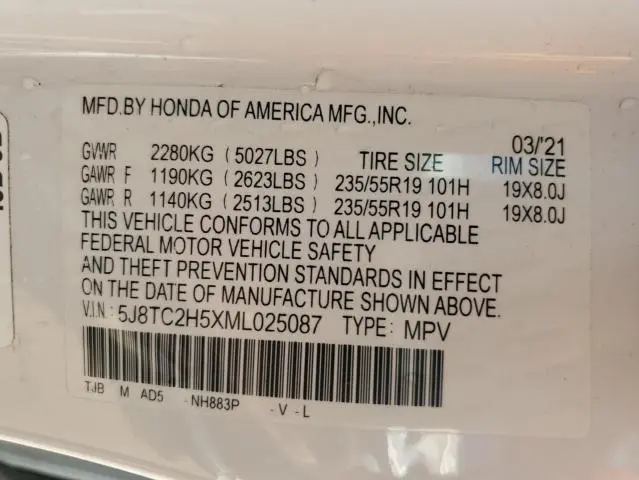 MFD.BY HONDA OF AMERICA MFG.,INC.
03/'21
GVWR 2280KG (5027LBS) TIRE SIZE RIM SIZE
GAWR F 1190KG (2623LBS) 235/55R19 101H 19X8.0J
GAWR R 1140KG (2513LBS) 235/55R19 101H 19X8.0J
THIS VEHICLE CONFORMS TO ALL APPLICABLE
FEDERAL MOTOR VEHICLE SAFETY
AND THEFT PREVENTION STANDARDS IN EFFECT
ON THE DATE OF MANUFACTURE SHOWN ABOVE.
V.I.N: 5J8TC2H5XML025087 TYPE: MPV
TJB M AD5 -NH883P -V -L